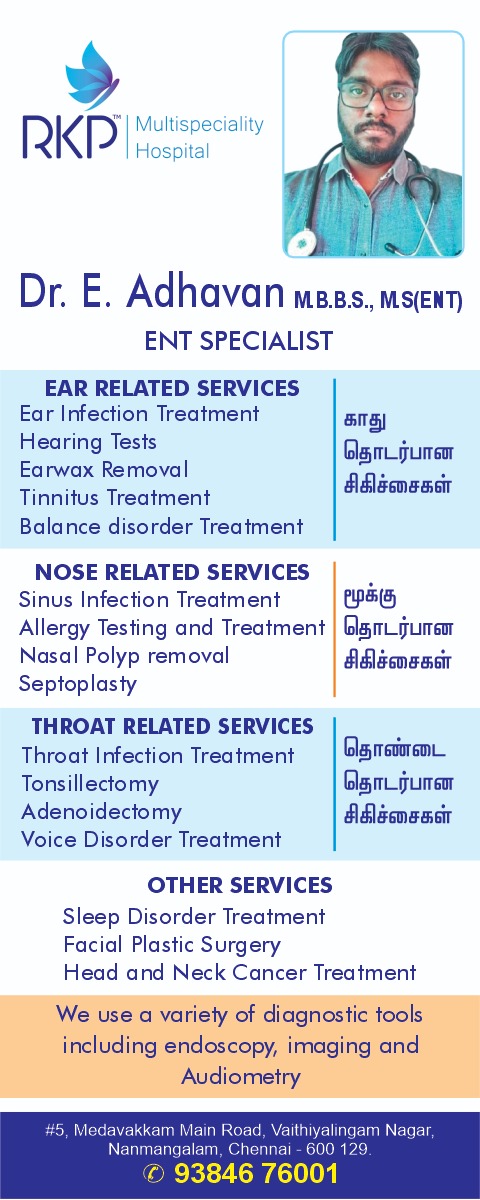 RKP™
Multispeciality
Hospital
Dr. E. Adhavan M.B.B.S., M.S(ENT)
ENT SPECIALIST
EAR RELATED SERVICES
Ear Infection Treatment
Hearing Tests
Earwax Removal
Tinnitus Treatment
Balance disorder Treatment
காது
தொடர்பான
சிகிச்சைகள்
NOSE RELATED SERVICES
Sinus Infection Treatment
Allergy Testing and Treatment
Nasal Polyp removal
Septoplasty
மூக்கு
தொடர்பான
சிகிச்சைகள்
THROAT RELATED SERVICES
Throat Infection Treatment
Tonsillectomy
Adenoidectomy
Voice Disorder Treatment
தொண்டை
தொடர்பான
சிகிச்சைகள்
OTHER SERVICES
Sleep Disorder Treatment
Facial Plastic Surgery
Head and Neck Cancer Treatment
We use a variety of diagnostic tools
including endoscopy, imaging and
Audiometry
#5, Medavakkam Main Road, Vaithiyalingam Nagar,
Nanmangalam, Chennai - 600 129.
✆ 93846 76001